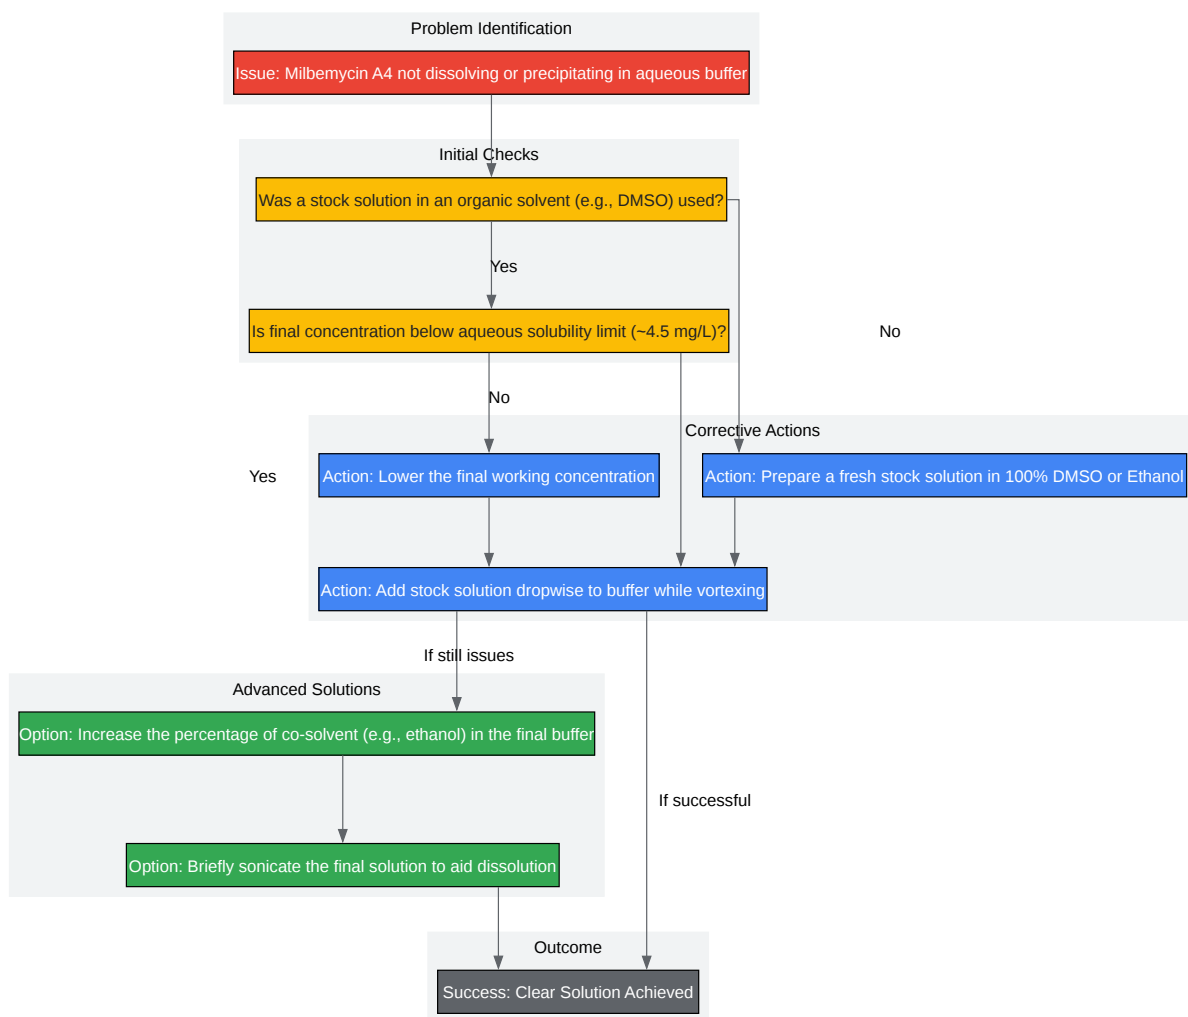 Problem Identification
Issue: Milbemycin A4 not dissolving or precipitating in aqueous buffer
Initial Checks
Was a stock solution in an organic solvent (e.g., DMSO) used?
Yes
Is final concentration below aqueous solubility limit (~4.5 mg/L)?
No
No
Corrective Actions
Yes
Action: Lower the final working concentration
Action: Prepare a fresh stock solution in 100% DMSO or Ethanol
Action: Add stock solution dropwise to buffer while vortexing
If still issues
Advanced Solutions
Option: Increase the percentage of co-solvent (e.g., ethanol) in the final buffer
If successful
Option: Briefly sonicate the final solution to aid dissolution
Outcome
Success: Clear Solution Achieved